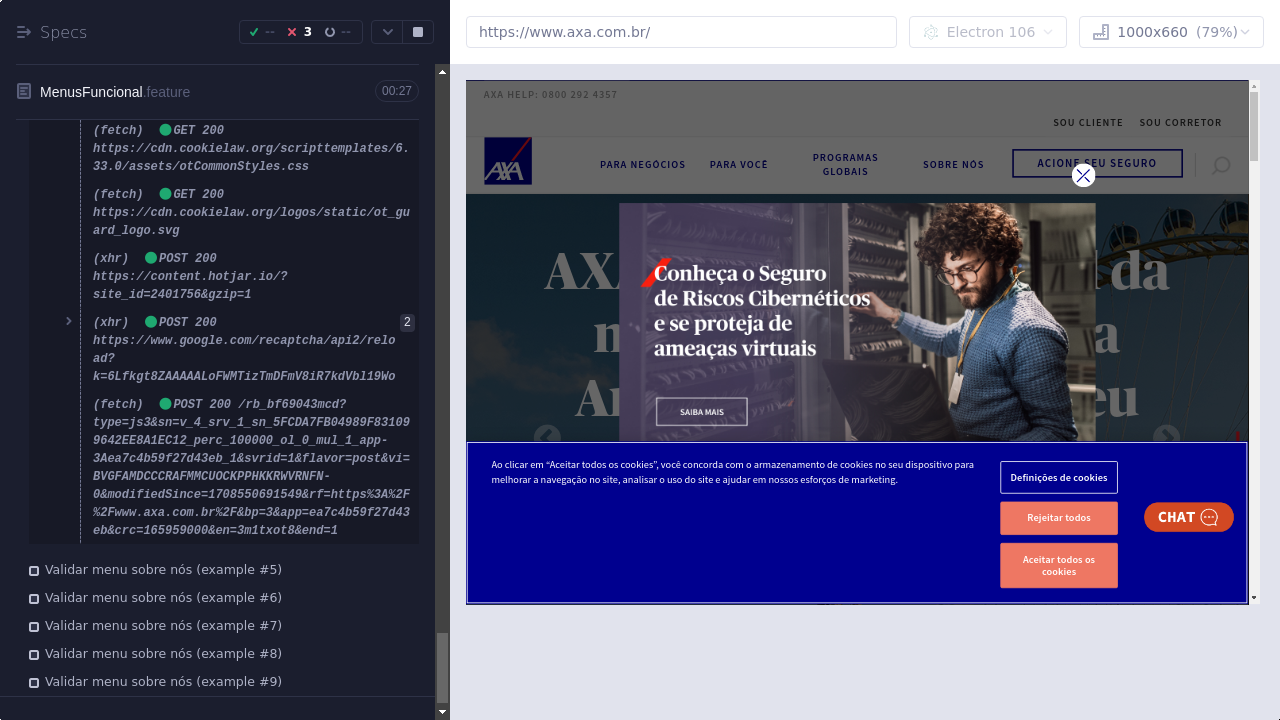 Specs
--
3
--
MenusFuncional.feature
00:27
(fetch) GET 200
https://cdn.cookielaw.org/scripttemplates/6.
33.0/assets/otCommonStyles.css
(fetch) GET 200
https://cdn.cookielaw.org/logos/static/ot_gu
ard_logo.svg
(xhr) POST 200
https://content.hotjar.io/?
site_id=2401756&gzip=1
(xhr) POST 200
2
https://www.google.com/recaptcha/api2/relo
ad?
k=6Lfkgt8ZAAAAALoFWMTizTmDFmV8iR7kdVbl19Wo
(fetch) POST 200 /rb_bf69043mcd?
type=js3&sn=v_4_srv_1_sn_5FCDA7FB04989F83109
9642EE8A1EC12_perc_100000_ol_0_mul_1_app-
3Aea7c4b59f27d43eb_1&svrid=1&flavor=post&vi=
BVGFAMDCCCRAFMMCUOCKPPHKKRWVRNFN-
0&modifiedSince=1708550691549&rf=https%3A%2F
%2Fwww.axa.com.br%2F&bp=3&app=ea7c4b59f27d43
eb&crc=165959000&en=3m1txot8&end=1
Validar menu sobre nós (example #5)
Validar menu sobre nós (example #6)
Validar menu sobre nós (example #7)
Validar menu sobre nós (example #8)
Validar menu sobre nós (example #9)
https://www.axa.com.br/
Electron 106
1000x660 (79%)
AXA HELP: 0800 292 4357
SOU CLIENTE
SOU CORRETOR
AXA
PARA NEGÓCIOS
PARA VOCÊ
PROGRAMAS
GLOBAIS
SOBRE NÓS
ACIONE SEU SEGURO
AX
da
Conheça o Seguro
de Riscos Cibernéticos
e se proteja de
ameaças virtuais
SAIBA MAIS
Ao clicar em “Aceitar todos os cookies”, você concorda com o armazenamento de cookies no seu dispositivo para
melhorar a navegação no site, analisar o uso do site e ajudar em nossos esforços de marketing.
Definições de cookies
Rejeitar todos
Aceitar todos os
cookies
CHAT